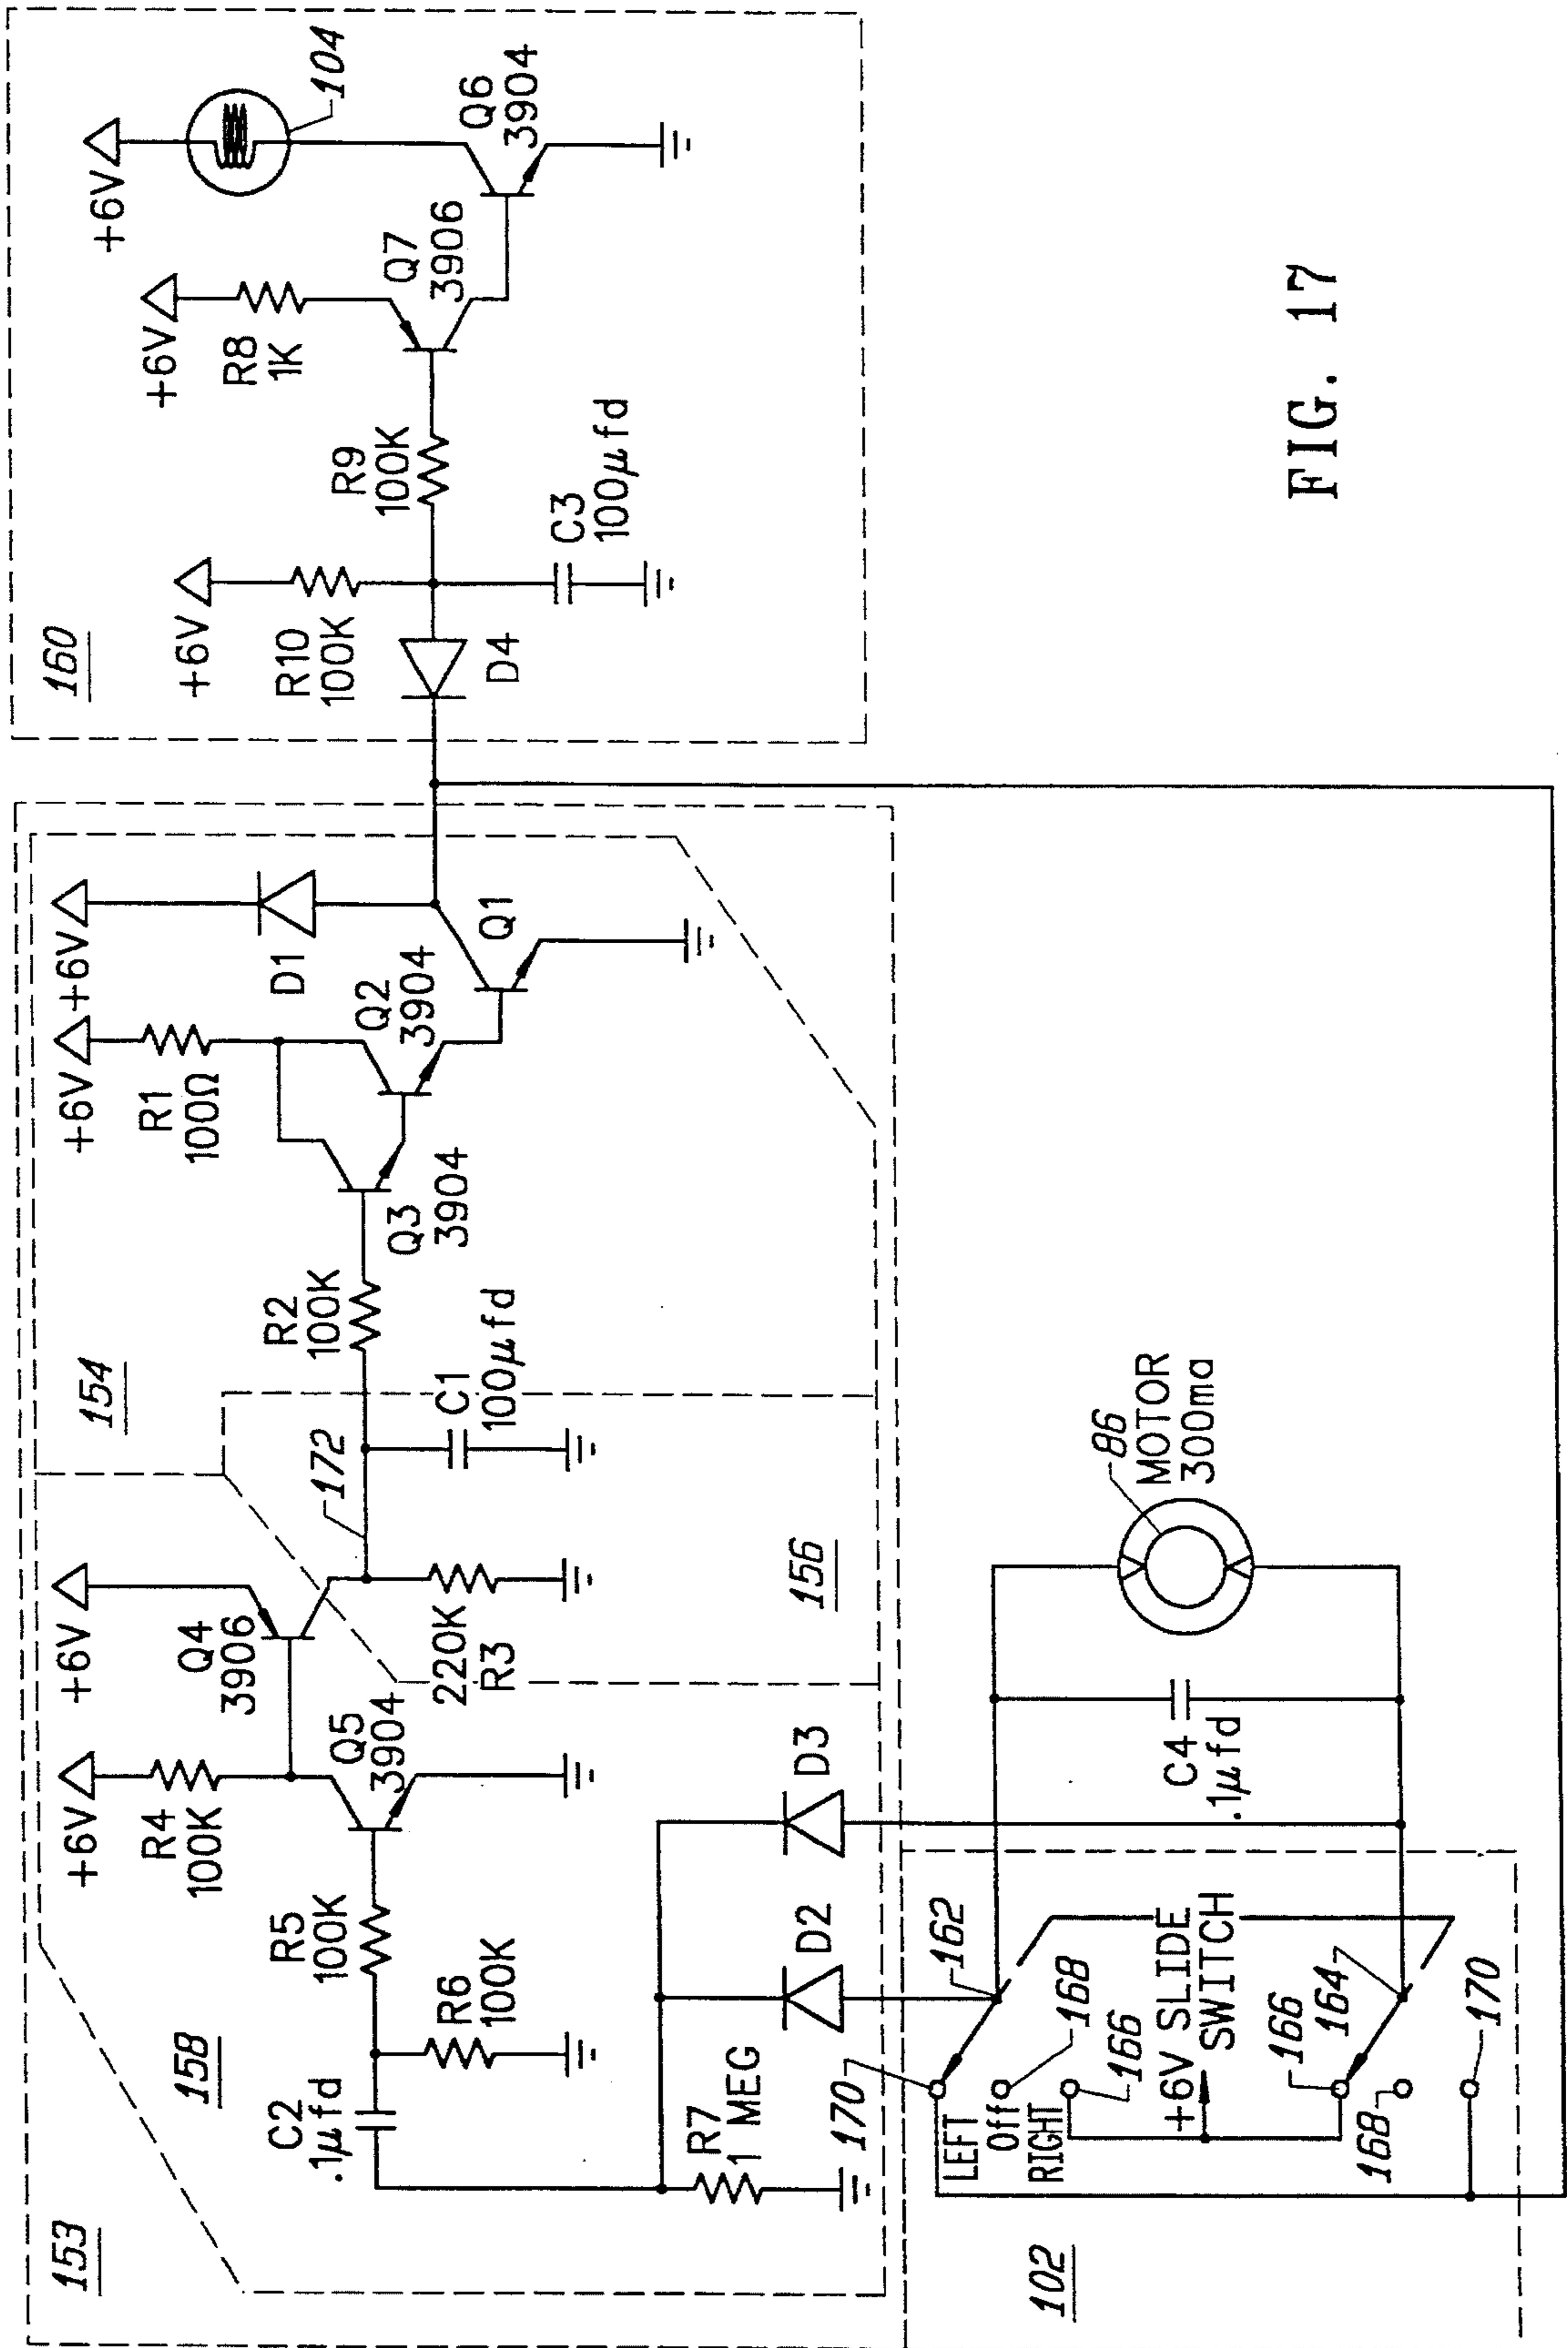 153
158
154
156
172
+6V
R4
100K
+6V
Q4
3906
Q5
3904
R5
100K
R6
100K
C2
.1µfd
R7
1 MEG
D2
D3
220K
R3
C1
100µfd
R2
100K
Q3
3904
+6V
R1
100Ω
Q2
3904
+6V
D1
Q1
160
+6V
R10
100K
D4
R9
100K
C3
100µfd
+6V
R8
1K
Q7
3906
+6V
104
Q6
3904
102
170
LEFT
Off
RIGHT
162
168
166
+6V SLIDE
SWITCH
166
164
168
170
C4
.1µfd
86
MOTOR
300ma
FIG. 17